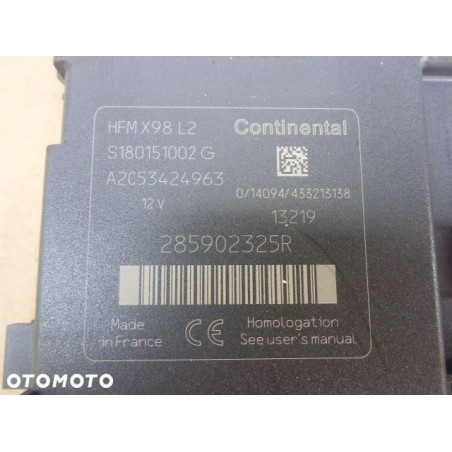 HFM X98 L2 Continental
S180151002 G
A2C53424963
0/14094/433213138
12 V
13219
285902325R
Made in France
CE
Homologation
See user's manual
OTOMOTO